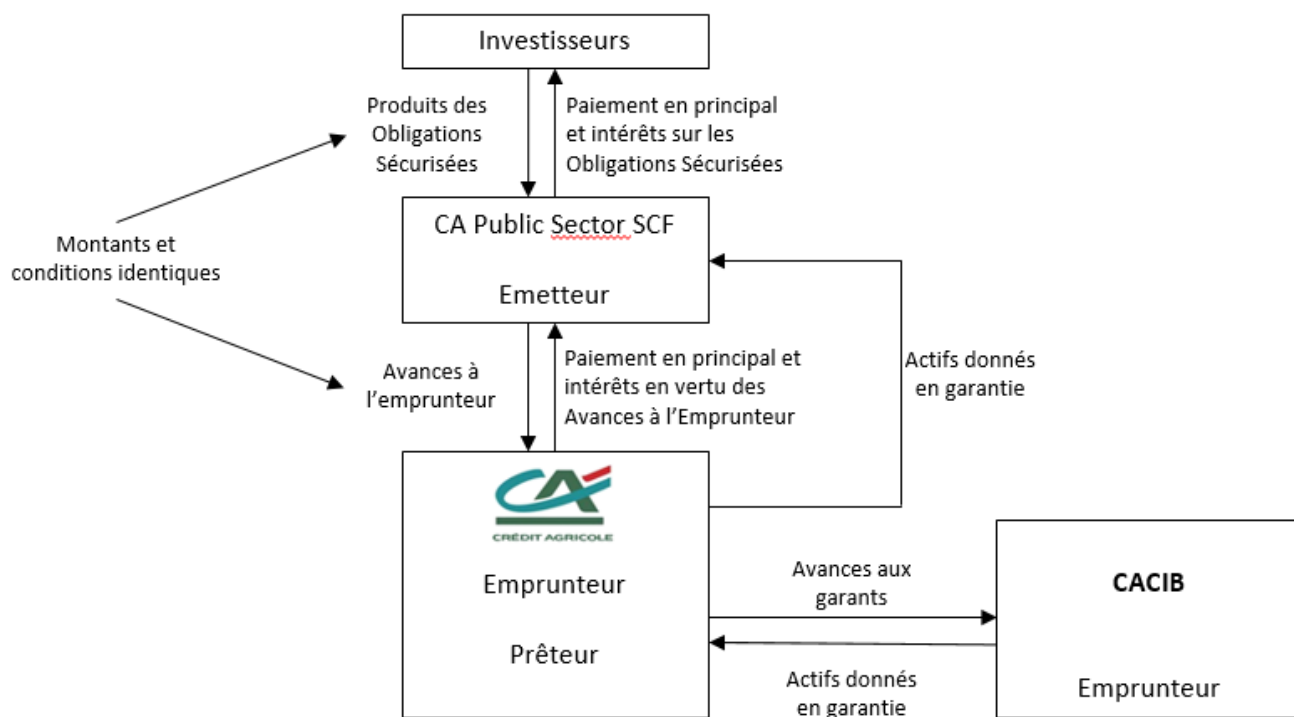 Investisseurs
Produits des
Obligations
Sécurisées
Paiement en principal
et intérêts sur les
Obligations Sécurisées
CA Public Sector SCF
Emetteur
Montants et
conditions identiques
Avances à
l’emprunteur
Paiement en principal et
intérêts en vertu des
Avances à l’Emprunteur
Actifs donnés
en garantie
CA
CRÉDIT AGRICOLE
Emprunteur
Prêteur
Avances aux
garants
Actifs donnés
en garantie
CACIB
Emprunteur